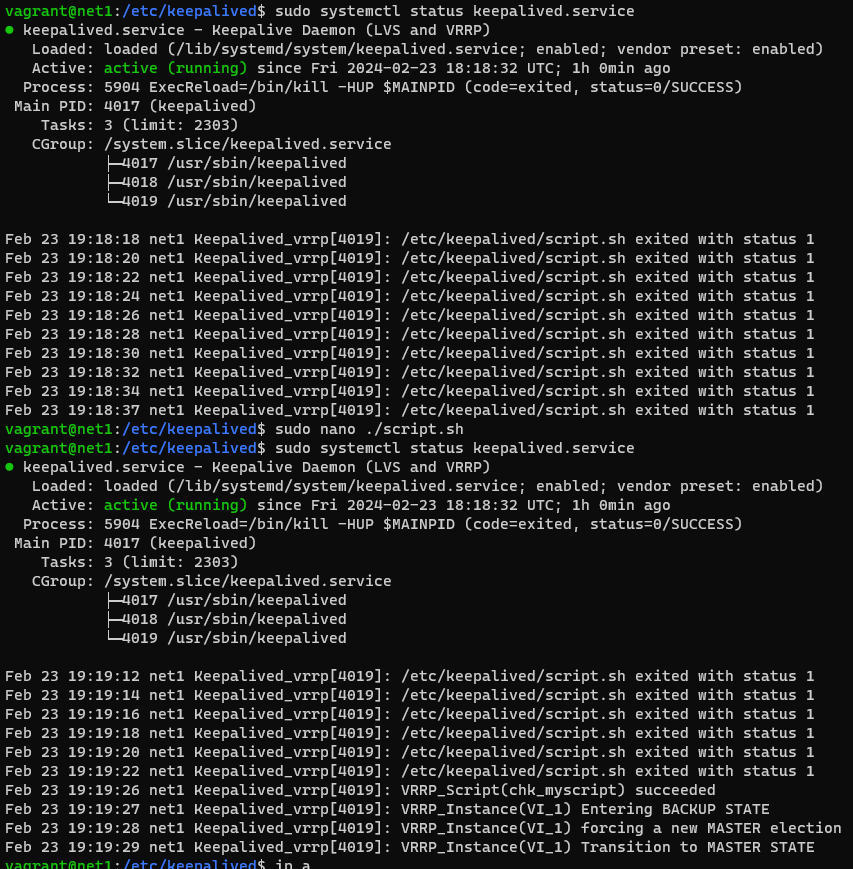 vagrant@net1:/etc/keepalived$ sudo systemctl status keepalived.service
● keepalived.service - Keepalive Daemon (LVS and VRRP)
   Loaded: loaded (/lib/systemd/system/keepalived.service; enabled; vendor preset: enabled)
   Active: active (running) since Fri 2024-02-23 18:18:32 UTC; 1h 0min ago
  Process: 5904 ExecReload=/bin/kill -HUP $MAINPID (code=exited, status=0/SUCCESS)
 Main PID: 4017 (keepalived)
    Tasks: 3 (limit: 2303)
   CGroup: /system.slice/keepalived.service
           ├─4017 /usr/sbin/keepalived
           ├─4018 /usr/sbin/keepalived
           └─4019 /usr/sbin/keepalived

Feb 23 19:18:18 net1 Keepalived_vrrp[4019]: /etc/keepalived/script.sh exited with status 1
Feb 23 19:18:20 net1 Keepalived_vrrp[4019]: /etc/keepalived/script.sh exited with status 1
Feb 23 19:18:22 net1 Keepalived_vrrp[4019]: /etc/keepalived/script.sh exited with status 1
Feb 23 19:18:24 net1 Keepalived_vrrp[4019]: /etc/keepalived/script.sh exited with status 1
Feb 23 19:18:26 net1 Keepalived_vrrp[4019]: /etc/keepalived/script.sh exited with status 1
Feb 23 19:18:28 net1 Keepalived_vrrp[4019]: /etc/keepalived/script.sh exited with status 1
Feb 23 19:18:30 net1 Keepalived_vrrp[4019]: /etc/keepalived/script.sh exited with status 1
Feb 23 19:18:32 net1 Keepalived_vrrp[4019]: /etc/keepalived/script.sh exited with status 1
Feb 23 19:18:34 net1 Keepalived_vrrp[4019]: /etc/keepalived/script.sh exited with status 1
Feb 23 19:18:37 net1 Keepalived_vrrp[4019]: /etc/keepalived/script.sh exited with status 1
vagrant@net1:/etc/keepalived$ sudo nano ./script.sh
vagrant@net1:/etc/keepalived$ sudo systemctl status keepalived.service
● keepalived.service - Keepalive Daemon (LVS and VRRP)
   Loaded: loaded (/lib/systemd/system/keepalived.service; enabled; vendor preset: enabled)
   Active: active (running) since Fri 2024-02-23 18:18:32 UTC; 1h 0min ago
  Process: 5904 ExecReload=/bin/kill -HUP $MAINPID (code=exited, status=0/SUCCESS)
 Main PID: 4017 (keepalived)
    Tasks: 3 (limit: 2303)
   CGroup: /system.slice/keepalived.service
           ├─4017 /usr/sbin/keepalived
           ├─4018 /usr/sbin/keepalived
           └─4019 /usr/sbin/keepalived

Feb 23 19:19:12 net1 Keepalived_vrrp[4019]: /etc/keepalived/script.sh exited with status 1
Feb 23 19:19:14 net1 Keepalived_vrrp[4019]: /etc/keepalived/script.sh exited with status 1
Feb 23 19:19:16 net1 Keepalived_vrrp[4019]: /etc/keepalived/script.sh exited with status 1
Feb 23 19:19:18 net1 Keepalived_vrrp[4019]: /etc/keepalived/script.sh exited with status 1
Feb 23 19:19:20 net1 Keepalived_vrrp[4019]: /etc/keepalived/script.sh exited with status 1
Feb 23 19:19:22 net1 Keepalived_vrrp[4019]: /etc/keepalived/script.sh exited with status 1
Feb 23 19:19:26 net1 Keepalived_vrrp[4019]: VRRP_Script(chk_myscript) succeeded
Feb 23 19:19:27 net1 Keepalived_vrrp[4019]: VRRP_Instance(VI_1) Entering BACKUP STATE
Feb 23 19:19:28 net1 Keepalived_vrrp[4019]: VRRP_Instance(VI_1) forcing a new MASTER election
Feb 23 19:19:29 net1 Keepalived_vrrp[4019]: VRRP_Instance(VI_1) Transition to MASTER STATE
vagrant@net1:/etc/keepalived$ ip a